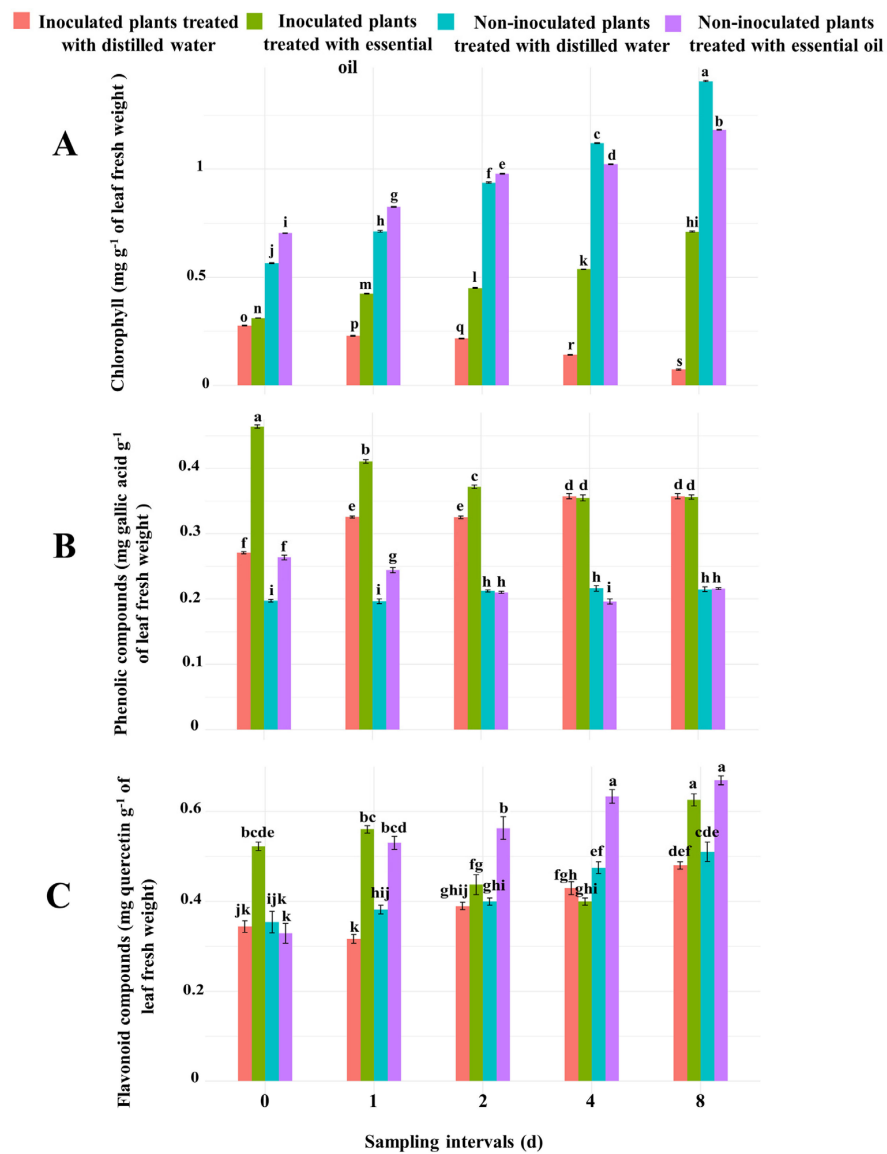 Inoculated plants treated
with distilled water
Inoculated plants
treated with essential
oil
Non-inoculated plants
treated with distilled water
Non-inoculated plants
treated with essential oil
A
Chlorophyll (mg g-1 of leaf fresh weight )
1
0.5
0
o n j i
p m h g
q l f e
r k c d
s hi a b
B
Phenolic compounds (mg gallic acid g-1
of leaf fresh weight )
0.4
0.3
0.2
0.1
0
f a i f
e b i g
e c h h
d d h i
d d h h
C
Flavonoid compounds (mg quercetin g-1 of
leaf fresh weight)
0.6
0.4
0.2
0
jk bcde ijk k
k bc hij bcd
ghij fg ghi b
fgh ghi ef a
def a cde a
0 1 2 4 8
Sampling intervals (d)